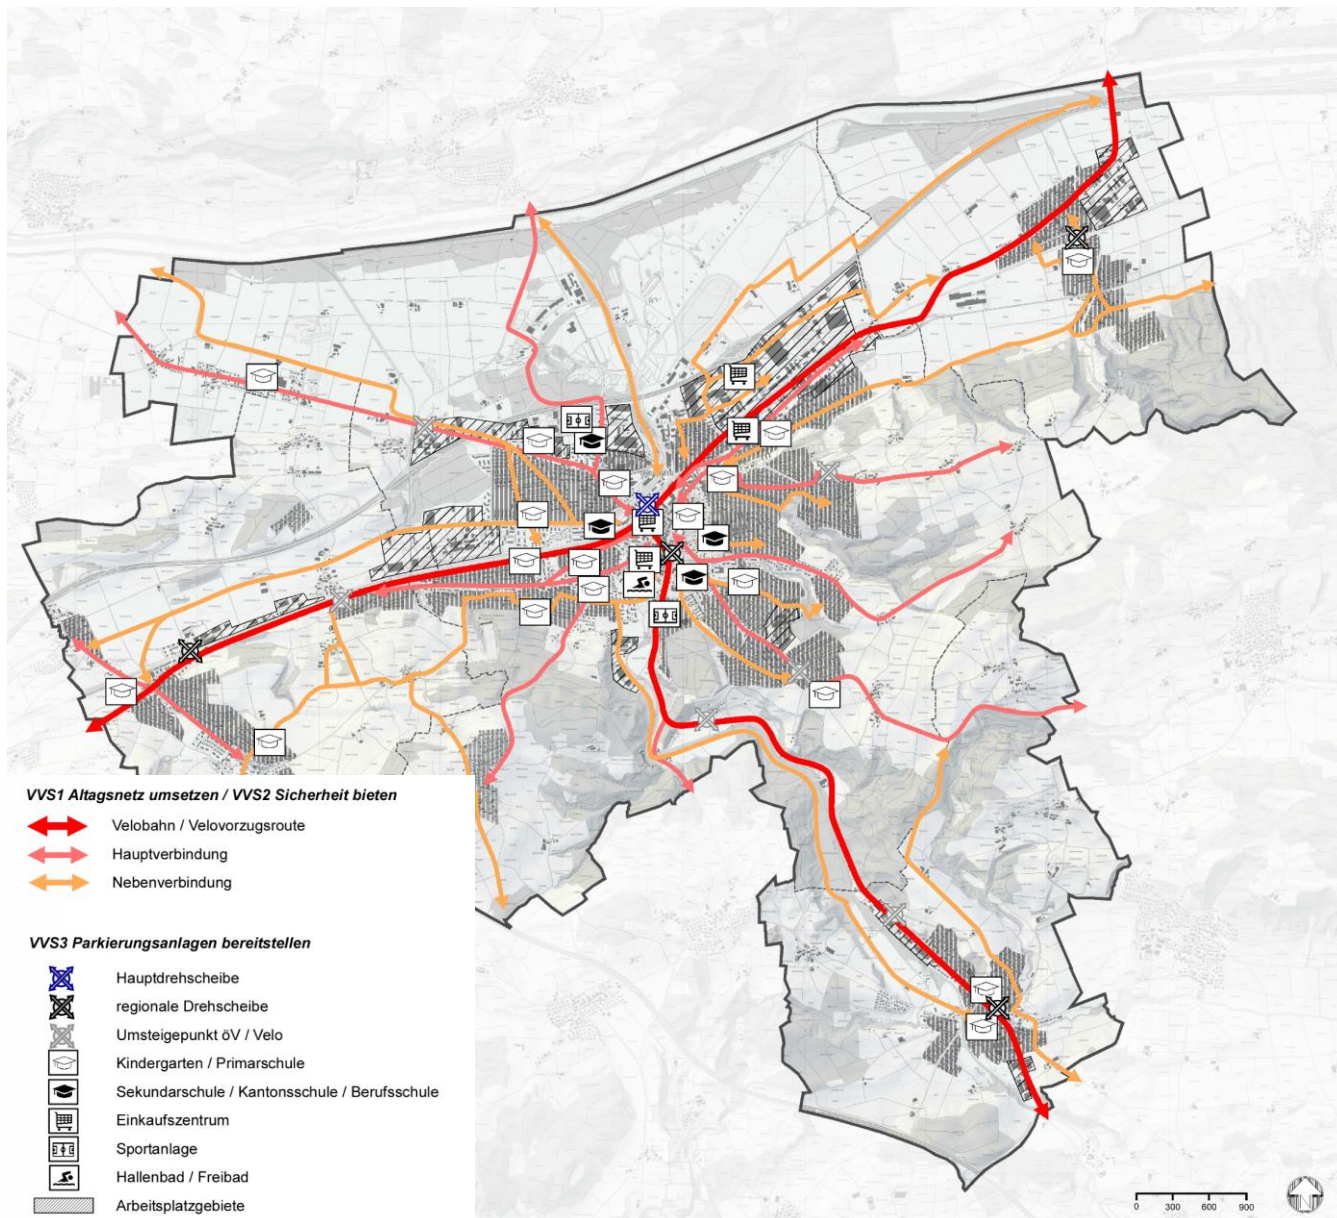 VVS1 Altagsnetz umsetzen / VVS2 Sicherheit bieten
Velobahn / Velovorzugsroute
Hauptverbindung
Nebenverbindung
VVS3 Parkierungsanlagen bereitstellen
Hauptdrehscheibe
regionale Drehscheibe
Umsteigepunkt öV / Velo
Kindergarten / Primarschule
Sekundarschule / Kantonsschule / Berufsschule
Einkaufszentrum
Sportanlage
Hallenbad / Freibad
Arbeitsplatzgebiete
0 300 600 900
N